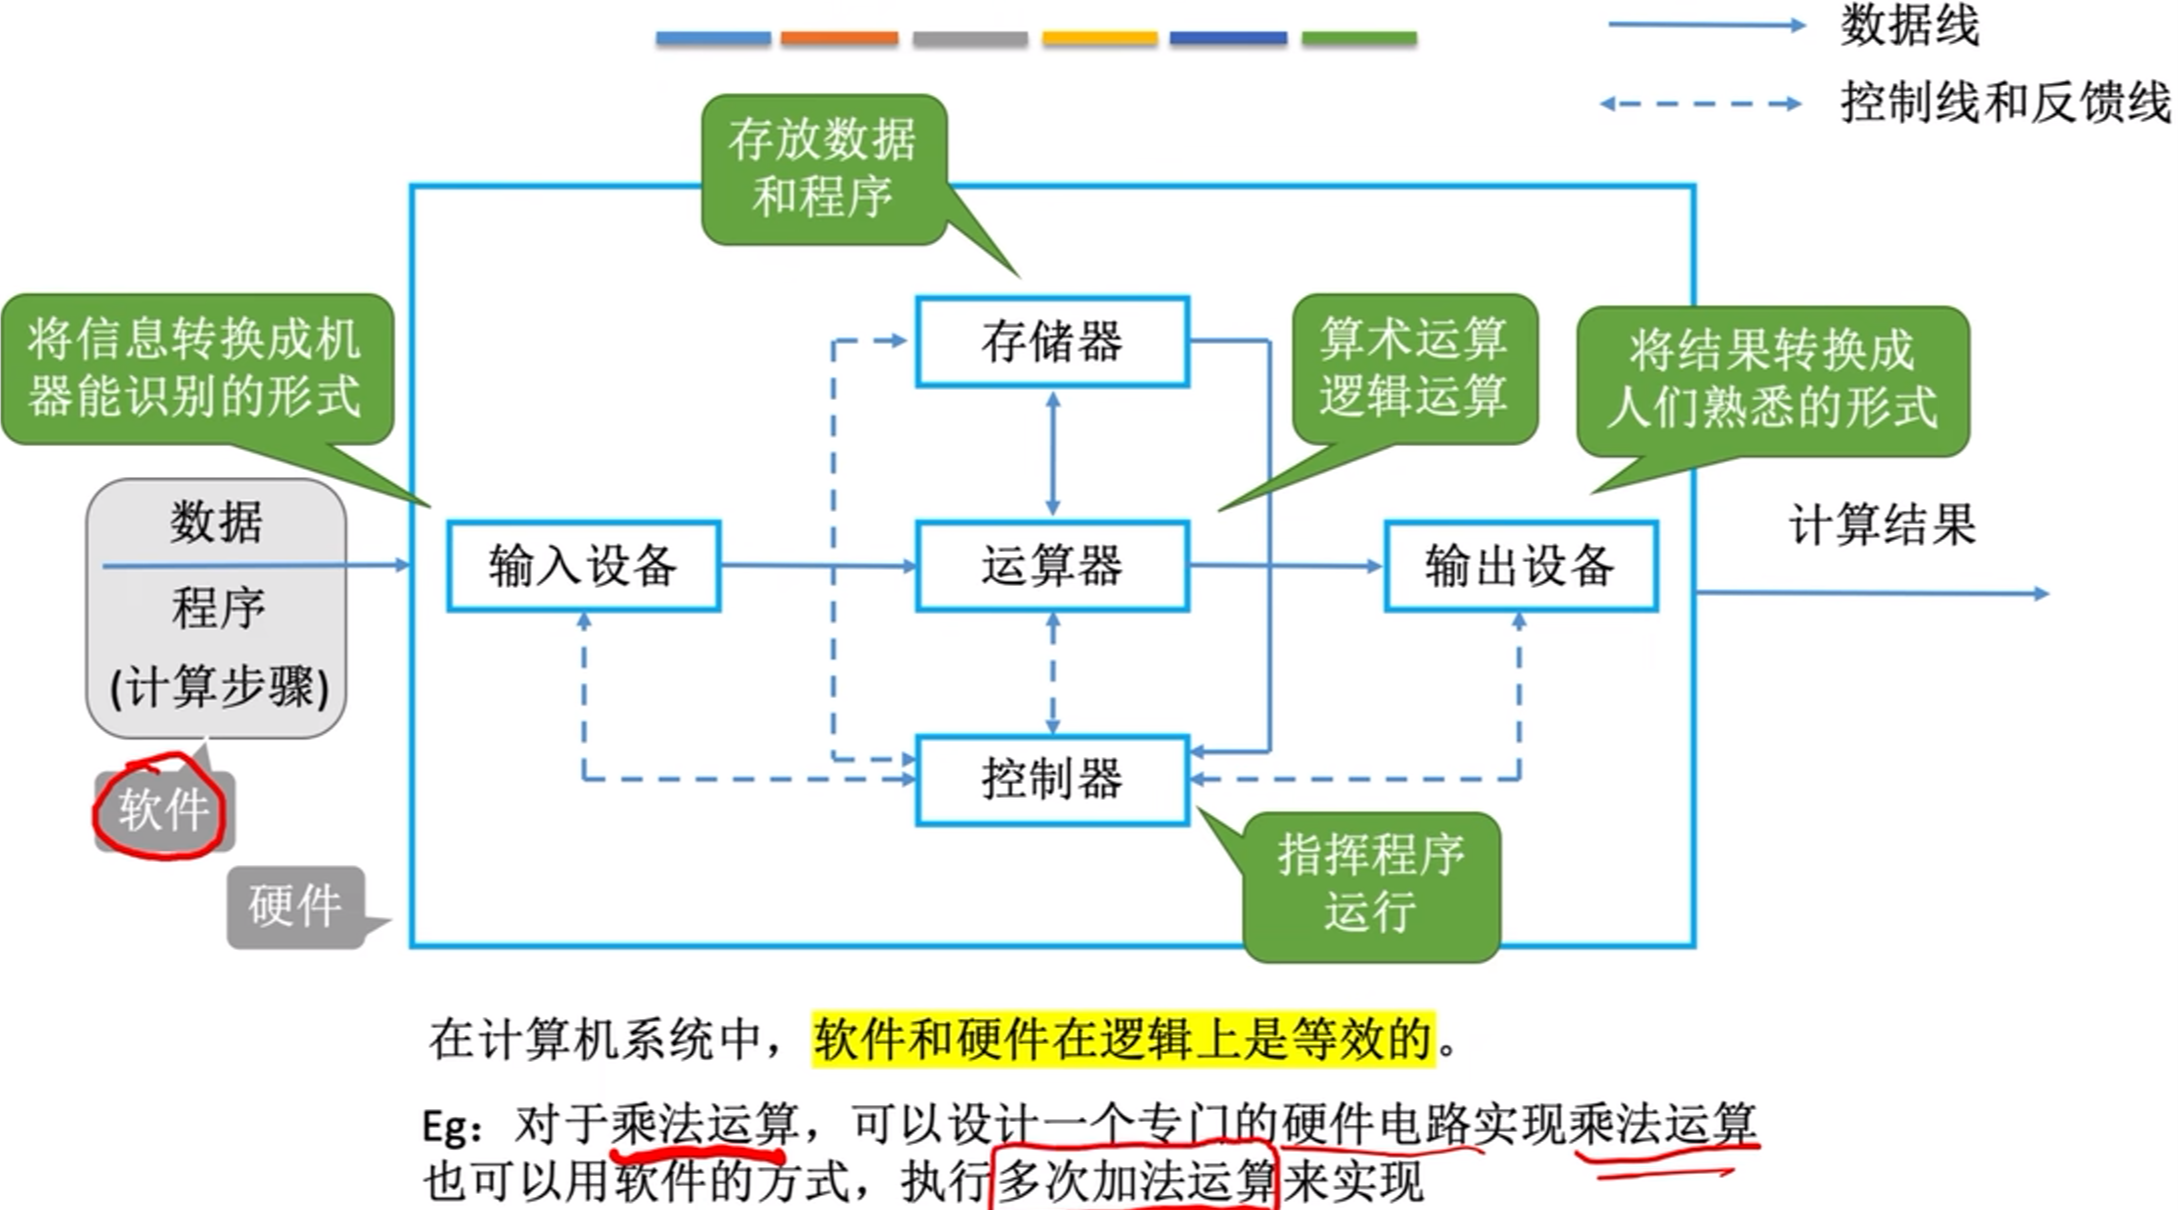 数据线
控制线和反馈线
存放数据
和程序
将信息转换成机
器能识别的形式
存储器
算术运算
逻辑运算
将结果转换成
人们熟悉的形式
数据
程序
(计算步骤)
输入设备
运算器
输出设备
计算结果
控制器
软件
硬件
指挥程序
运行
在计算机系统中，软件和硬件在逻辑上是等效的。
Eg：对于乘法运算，可以设计一个专门的硬件电路实现乘法运算
也可以用软件的方式，执行多次加法运算来实现